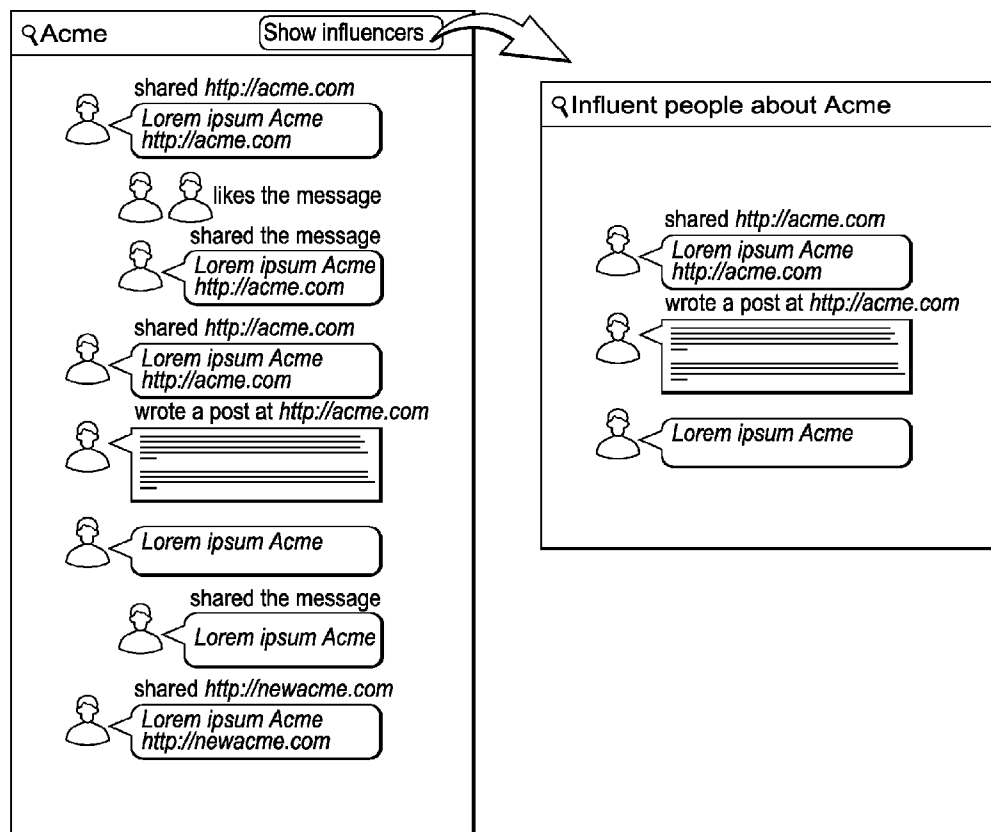 Acme
Show influencers
shared http://acme.com
Lorem ipsum Acme
http://acme.com
likes the message
shared the message
Lorem ipsum Acme
http://acme.com
shared http://acme.com
Lorem ipsum Acme
http://acme.com
wrote a post at http://acme.com
Lorem ipsum Acme
shared the message
Lorem ipsum Acme
shared http://newacme.com
Lorem ipsum Acme
http://newacme.com
Influent people about Acme
shared http://acme.com
Lorem ipsum Acme
http://acme.com
wrote a post at http://acme.com
Lorem ipsum Acme